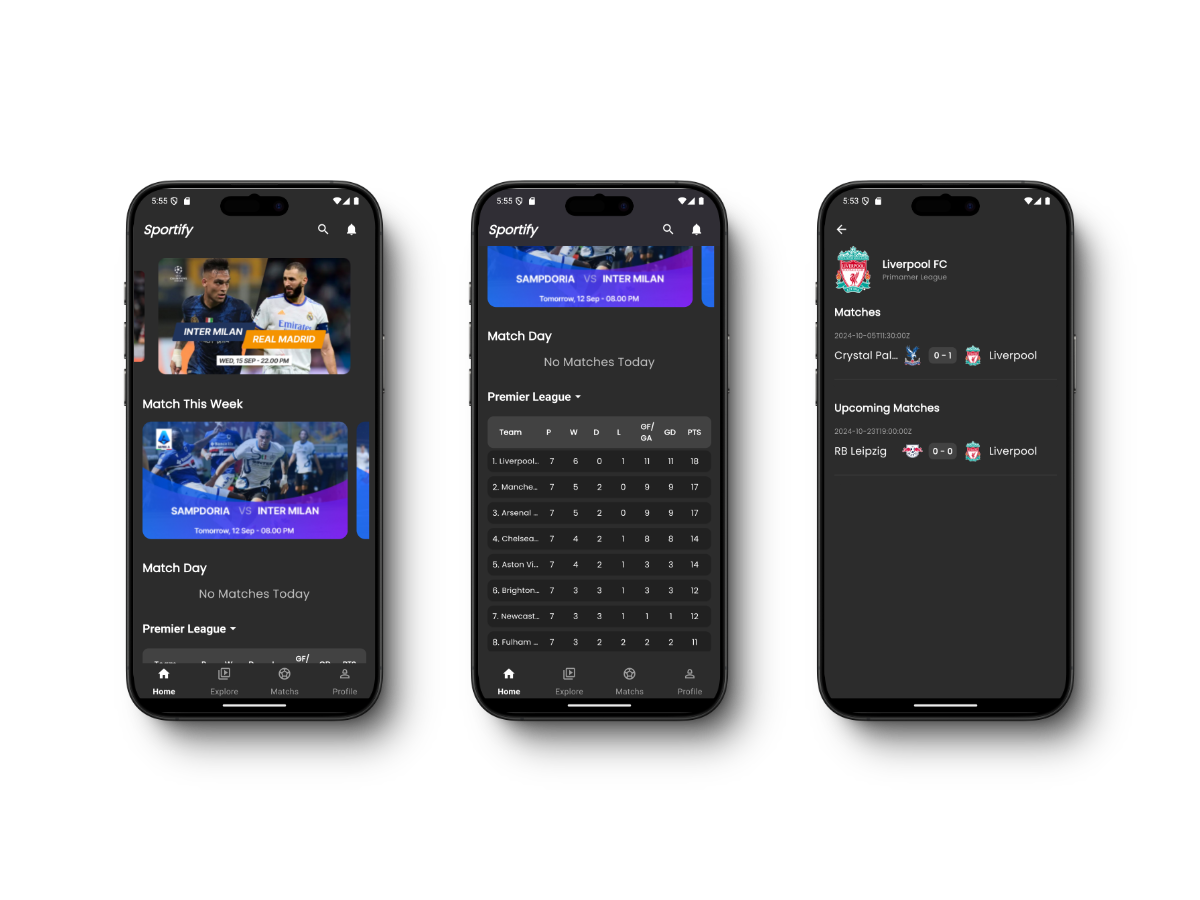 5:55
Sportify
INTER MILAN
REAL MADRID
WED, 15 SEP - 22.00 PM
Match This Week
SAMPDORIA VS INTER MILAN
Tomorrow, 12 Sep - 08.00 PM
Match Day
No Matches Today
Premier League
Team P W D L GF/ GD PTS
Home Explore Matchs Profile
5:55
Sportify
SAMPDORIA VS INTER MILAN
Tomorrow, 12 Sep - 08.00 PM
Match Day
No Matches Today
Premier League
Team P W D L GF/GA GD PTS
1. Liverpool... 7 6 0 1 11 11 18
2. Manche... 7 5 2 0 9 9 17
3. Arsenal ... 7 5 2 0 9 9 17
4. Chelsea... 7 4 2 1 8 8 14
5. Aston Vi... 7 4 2 1 3 3 14
6. Brighton... 7 3 3 1 3 3 12
7. Newcast... 7 3 3 1 1 1 12
8. Fulham ... 7 3 2 2 2 2 11
Home Explore Matchs Profile
5:53
Liverpool FC
Primamer League
Matches
2024-10-05T11:30:00Z
Crystal Pal... 0 - 1 Liverpool
Upcoming Matches
2024-10-23T19:00:00Z
RB Leipzig 0 - 0 Liverpool